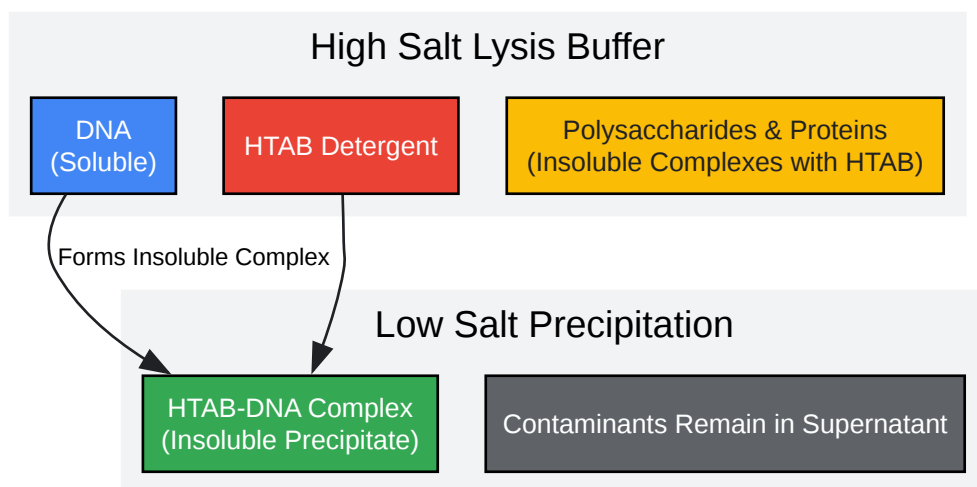 High Salt Lysis Buffer
DNA
(Soluble)
HTAB Detergent
Polysaccharides & Proteins
(Insoluble Complexes with HTAB)
Forms Insoluble Complex
Low Salt Precipitation
HTAB-DNA Complex
(Insoluble Precipitate)
Contaminants Remain in Supernatant